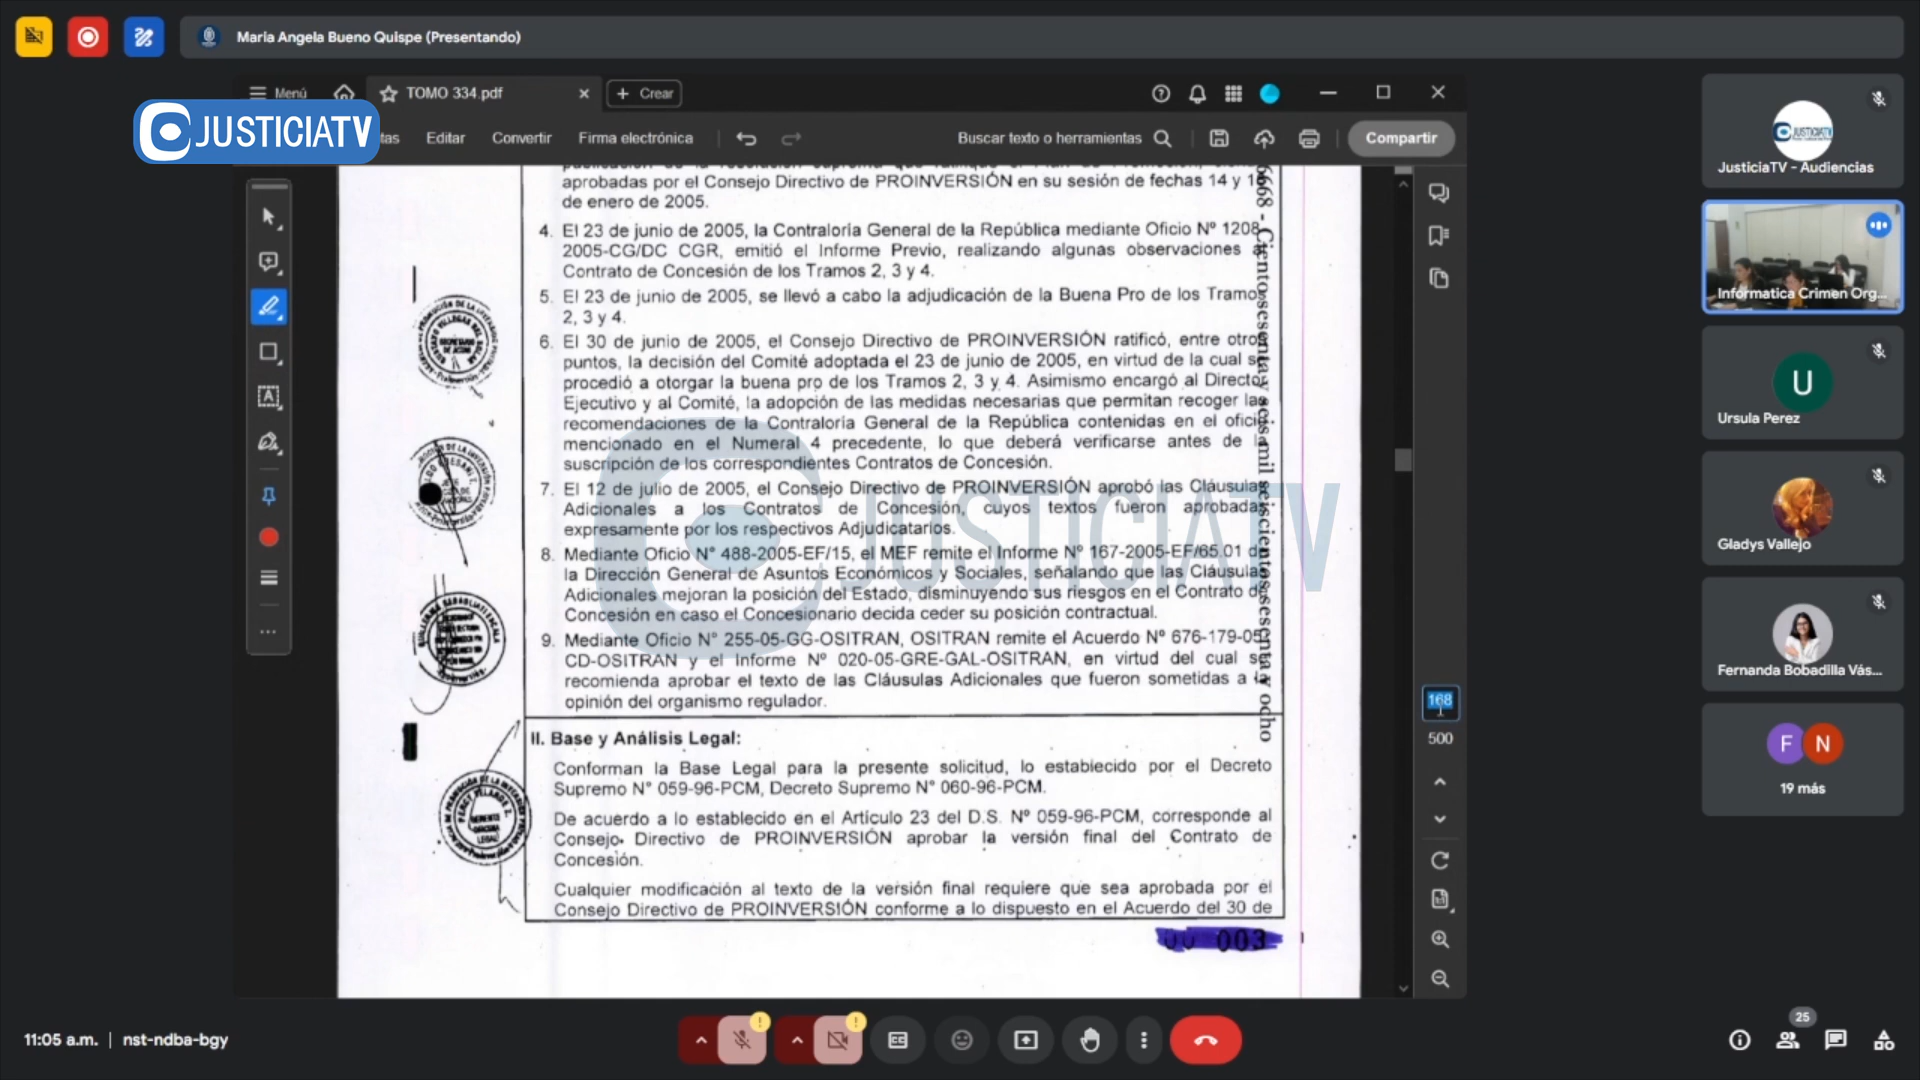 Maria Angela Bueno Quispe (Presentando)
Menú
TOMO 334.pdf
Crear
JUSTICIATV
tas
Editar
Convertir
Firma electrónica
Buscar texto o herramientas
Compartir
aprobadas por el Consejo Directivo de PROINVERSIÓN en su sesión de fechas 14 y 1
de enero de 2005.
4. El 23 de junio de 2005, la Contraloría General de la República mediante Oficio Nº 1208
2005-CG/DC CGR, emitió el Informe Previo, realizando algunas observaciones
Contrato de Concesión de los Tramos 2, 3 y 4.
5. El 23 de junio de 2005, se llevó a cabo la adjudicación de la Buena Pro de los Tramos
2, 3 y 4.
6. El 30 de junio de 2005, el Consejo Directivo de PROINVERSIÓN ratificó, entre otros
puntos, la decisión del Comité adoptada el 23 de junio de 2005, en virtud de la cual se
procedió a otorgar la buena pro de los Tramos 2, 3 y 4. Asimismo encargó al Director
Ejecutivo y al Comité, la adopción de las medidas necesarias que permitan recoger las
recomendaciones de la Contraloría General de la República contenidas en el oficio
mencionado en el Numeral 4 precedente, lo que deberá verificarse antes de la
suscripción de los correspondientes Contratos de Concesión.
7. El 12 de julio de 2005, el Consejo Directivo de PROINVERSIÓN aprobó las Cláusulas
Adicionales a los Contratos de Concesión, cuyos textos fueron aprobadas
expresamente por los respectivos Adjudicatarios.
8. Mediante Oficio N° 488-2005-EF/15, el MEF remite el Informe Nº 167-2005-EF/65.01 de
la Dirección General de Asuntos Económicos y Sociales, señalando que las Cláusulas
Adicionales mejoran la posición del Estado, disminuyendo sus riesgos en el Contrato de
Concesión en caso el Concesionario decida ceder su posición contractual.
9. Mediante Oficio N° 255-05-GG-OSITRAN, OSITRAN remite el Acuerdo Nº 676-179-05
CD-OSITRAN y el Informe Nº 020-05-GRE-GAL-OSITRAN, en virtud del cual se
recomienda aprobar el texto de las Cláusulas Adicionales que fueron sometidas a la
opinión del organismo regulador.
II. Base y Análisis Legal:
Conforman la Base Legal para la presente solicitud, lo establecido por el Decreto
Supremo N° 059-96-PCM, Decreto Supremo N° 060-96-PCM.
De acuerdo a lo establecido en el Artículo 23 del D.S. Nº 059-96-PCM, corresponde al
Consejo Directivo de PROINVERSIÓN aprobar la versión final del Contrato de
Concesión.
Cualquier modificación al texto de la versión final requiere que sea aprobada por el
Consejo Directivo de PROINVERSIÓN conforme a lo dispuesto en el Acuerdo del 30 de
6668 - Ciento sesenta y seis mil seiscientos sesenta y ocho
003
JUSTICIATV
168
500
JUSTICIATV
JusticiaTV - Audiencias
Informatica Crimen Org...
U
Ursula Perez
Gladys Vallejo
Fernanda Bobadilla Vás...
F N
19 más
11:05 a.m. | nst-ndba-bgy
25